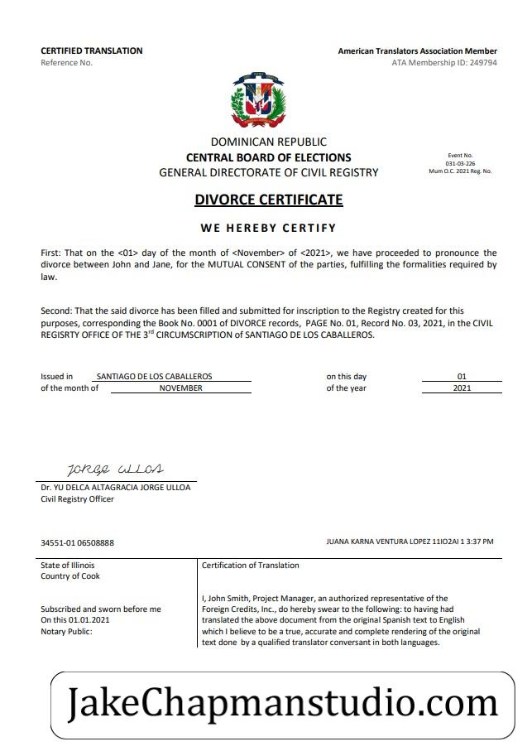 CERTIFIED TRANSLATION
American Translators Association Member
Reference No.
ATA Membership ID: 249794
DOMINICAN REPUBLIC
CENTRAL BOARD OF ELECTIONS
GENERAL DIRECTORATE OF CIVIL REGISTRY
Event No.
031-03-226
Mum O.C. 2021 Reg. No.
DIVORCE CERTIFICATE
WE HEREBY CERTIFY
First: That on the <01> day of the month of <November> of <2021>, we have proceeded to pronounce the
divorce between John and Jane, for the MUTUAL CONSENT of the parties, fulfilling the formalities required by
law.
Second: That the said divorce has been filled and submitted for inscription to the Registry created for this
purposes, corresponding the Book No. 0001 of DIVORCE records, PAGE No. 01, Record No. 03, 2021, in the CIVIL
REGISRTY OFFICE OF THE 3rd CIRCUMSCRIPTION of SANTIAGO DE LOS CABALLEROS.
Issued in SANTIAGO DE LOS CABALLEROS on this day 01
of the month of NOVEMBER of the year 2021
JORGE ULLOA
Dr. YU DELCA ALTAGRACIA JORGE ULLOA
Civil Registry Officer
34551-01 06508888
JUANA KARNA VENTURA LOPEZ 11IO2AI 1 3:37 PM
State of Illinois
Country of Cook
Subscribed and sworn before me
On this 01.01.2021
Notary Public:
Certification of Translation
I, John Smith, Project Manager, an authorized representative of the
Foreign Credits, Inc., do hereby swear to the following: to having had
translated the above document from the original Spanish text to English
which I believe to be a true, accurate and complete rendering of the original
text done by a qualified translator conversant in both languages.
JakeChapmanstudio.com